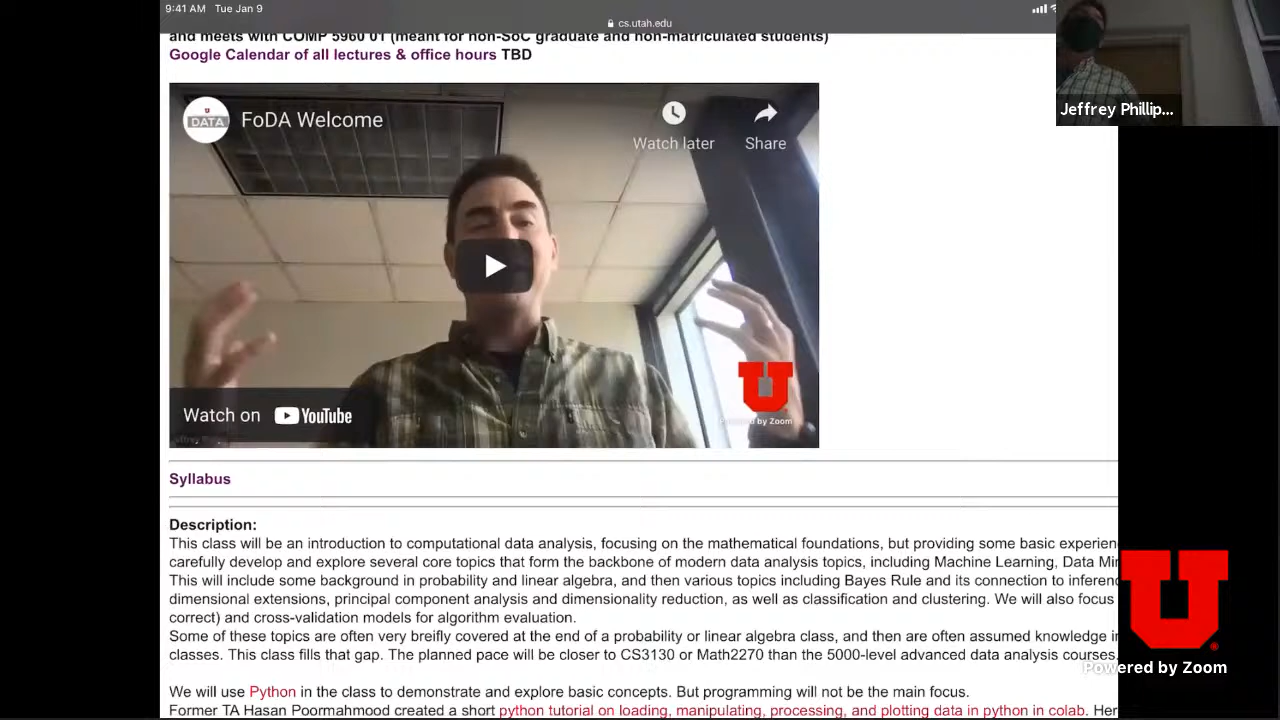 9:41 AM Tue Jan 9
cs.utah.edu
and meets with COMP 5960 01 (meant for non-SoC graduate and non-matriculated students)
Google Calendar of all lectures & office hours TBD
Jeffrey Phillip...
DATA
FoDA Welcome
Watch later
Share
Watch on YouTube
U
Powered by Zoom
Syllabus
Description:
This class will be an introduction to computational data analysis, focusing on the mathematical foundations, but providing some basic experien
carefully develop and explore several core topics that form the backbone of modern data analysis topics, including Machine Learning, Data Mi
This will include some background in probability and linear algebra, and then various topics including Bayes Rule and its connection to inferen
dimensional extensions, principal component analysis and dimensionality reduction, as well as classification and clustering. We will also focus
correct) and cross-validation models for algorithm evaluation.
Some of these topics are often very breifly covered at the end of a probability or linear algebra class, and then are often assumed knowledge i
classes. This class fills that gap. The planned pace will be closer to CS3130 or Math2270 than the 5000-level advanced data analysis courses.
We will use Python in the class to demonstrate and explore basic concepts. But programming will not be the main focus.
Former TA Hasan Poormahmood created a short python tutorial on loading, manipulating, processing, and plotting data in python in colab. Her
U
Powered by Zoom